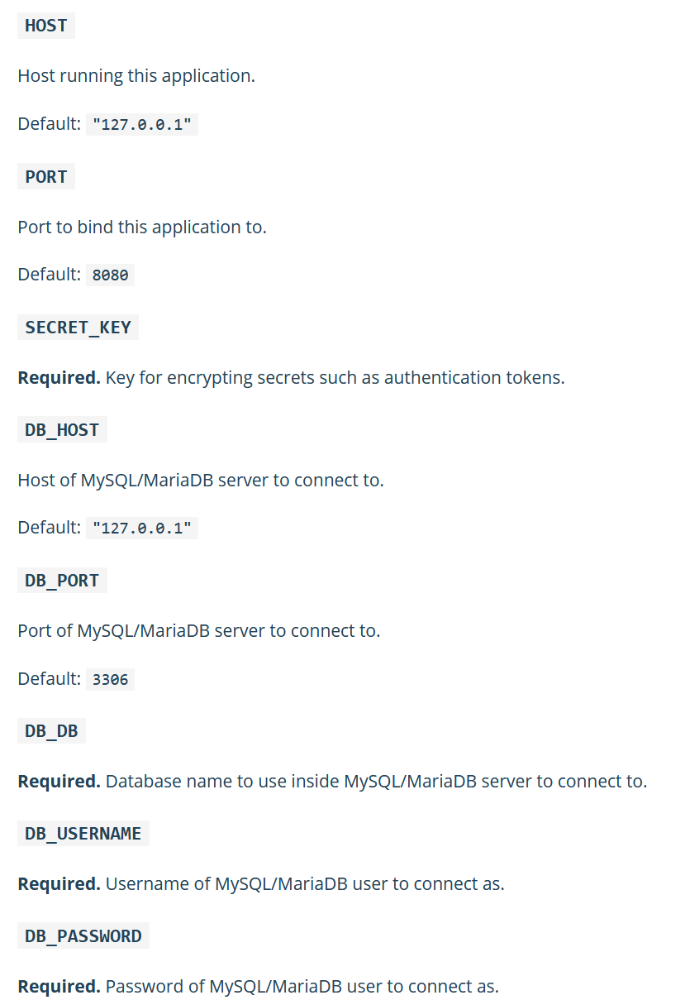 HOST
Host running this application.
Default: "127.0.0.1"
PORT
Port to bind this application to.
Default: 8080
SECRET_KEY
Required. Key for encrypting secrets such as authentication tokens.
DB_HOST
Host of MySQL/MariaDB server to connect to.
Default: "127.0.0.1"
DB_PORT
Port of MySQL/MariaDB server to connect to.
Default: 3306
DB_DB
Required. Database name to use inside MySQL/MariaDB server to connect to.
DB_USERNAME
Required. Username of MySQL/MariaDB user to connect as.
DB_PASSWORD
Required. Password of MySQL/MariaDB user to connect as.